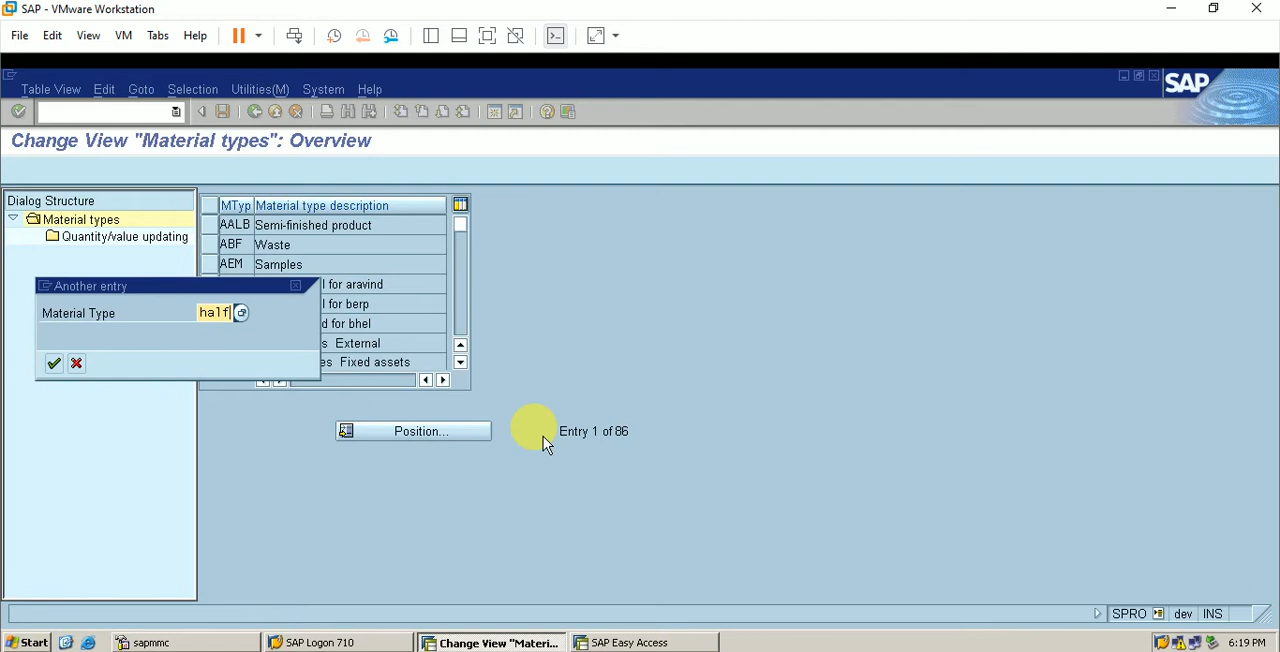 SAP - VMware Workstation
File Edit View VM Tabs Help
Table View Edit Goto Selection Utilities(M) System Help
SAP
Change View "Material types": Overview
Dialog Structure
Material types
Quantity/value updating
MTyp Material type description
AALB Semi-finished product
ABF Waste
AEM Samples
l for aravind
l for berp
d for bhel
s External
es Fixed assets
Another entry
Material Type half
Position... Entry 1 of 86
SPRO dev INS
Start sapmmc SAP Logon 710 Change View "Materi... SAP Easy Access 6:19 PM